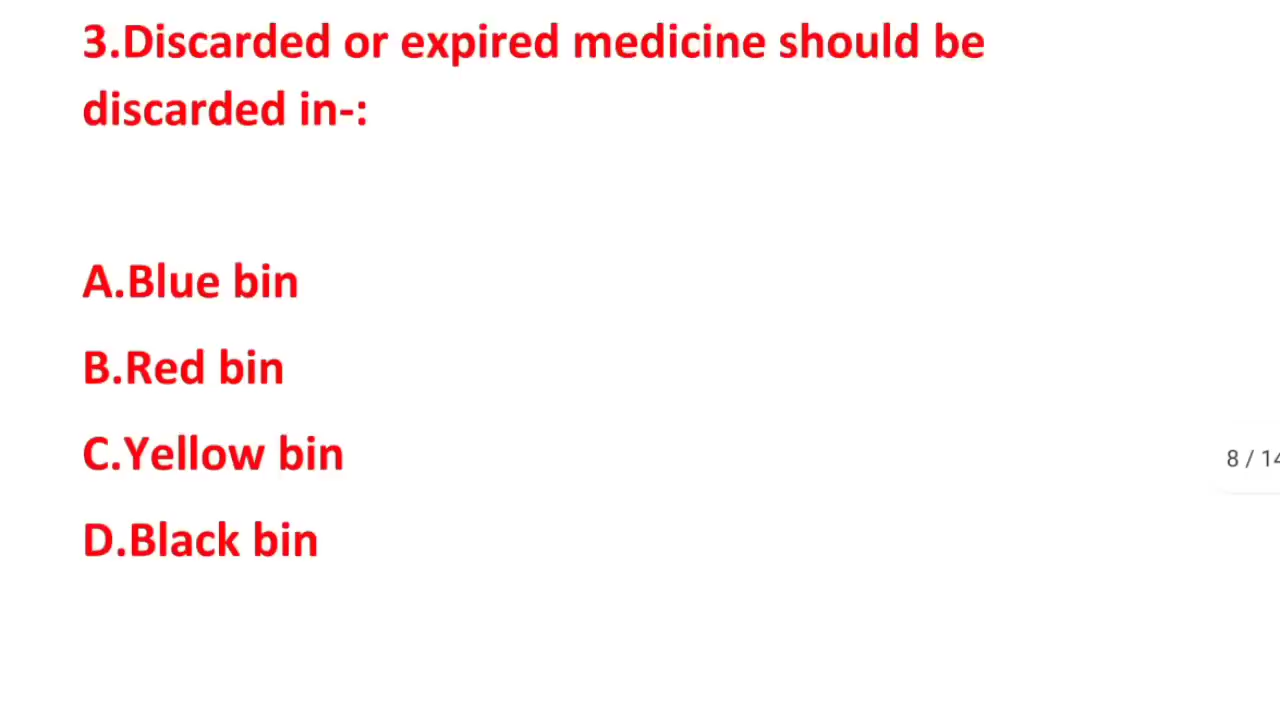 3.Discarded or expired medicine should be
discarded in-:
A.Blue bin
B.Red bin
C.Yellow bin
8 / 14
D.Black bin